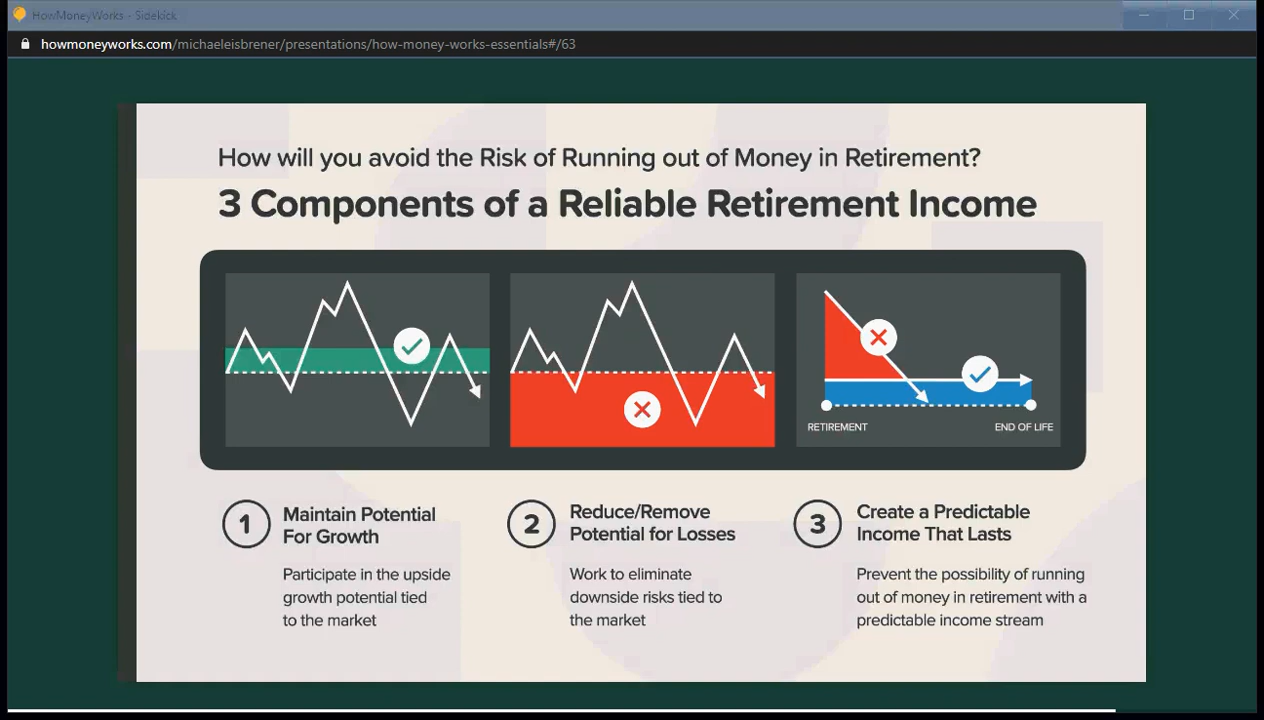 HowMoneyWorks - Sidekick
howmoneyworks.com/michaeleisbrener/presentations/how-money-works-essentials#/63
How will you avoid the Risk of Running out of Money in Retirement?
3 Components of a Reliable Retirement Income
RETIREMENT
END OF LIFE
1
Maintain Potential
For Growth
Participate in the upside
growth potential tied
to the market
2
Reduce/Remove
Potential for Losses
Work to eliminate
downside risks tied to
the market
3
Create a Predictable
Income That Lasts
Prevent the possibility of running
out of money in retirement with a
predictable income stream